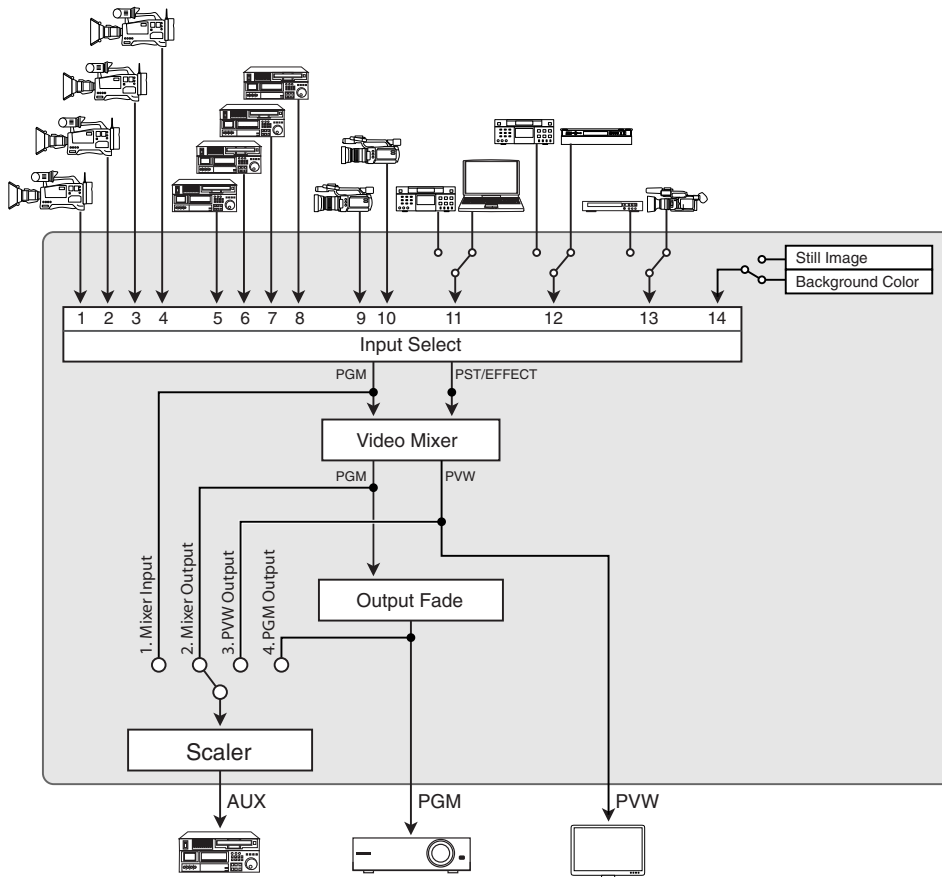 Still Image
Background Color
1 2 3 4 5 6 7 8 9 10 11 12 13 14
Input Select
PGM PST/EFFECT
Video Mixer
PGM PVW
1. Mixer Input
2. Mixer Output
3. PVW Output
4. PGM Output
Output Fade
Scaler
AUX PGM PVW